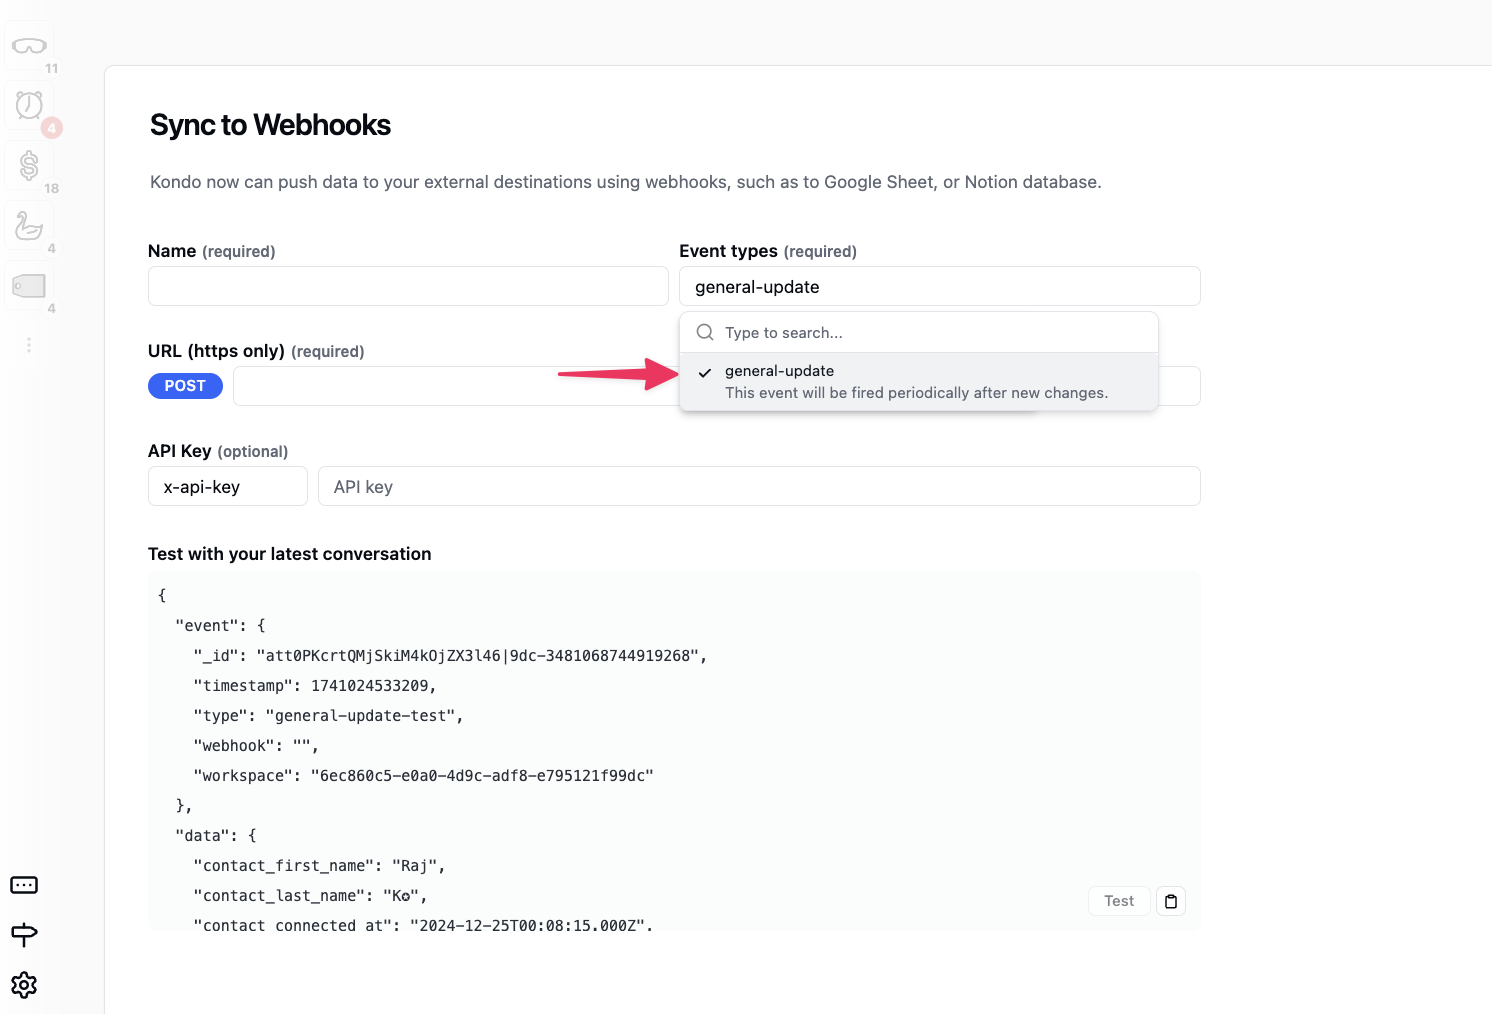 11
4
18
4
4
Sync to Webhooks
Kondo now can push data to your external destinations using webhooks, such as to Google Sheet, or Notion database.
Name (required)
Event types (required)
general-update
Type to search...
general-update
This event will be fired periodically after new changes.
URL (https only) (required)
POST
API Key (optional)
x-api-key
API key
Test with your latest conversation
{
"event": {
"_id": "att0PKcrtQMjSkiM4kOjZX3l46|9dc-3481068744919268",
"timestamp": 1741024533209,
"type": "general-update-test",
"webhook": "",
"workspace": "6ec860c5-e0a0-4d9c-adf8-e795121f99dc"
},
"data": {
"contact_first_name": "Raj",
"contact_last_name": "K✪",
"contact_connected_at": "2024-12-25T00:08:15.000Z",
Test